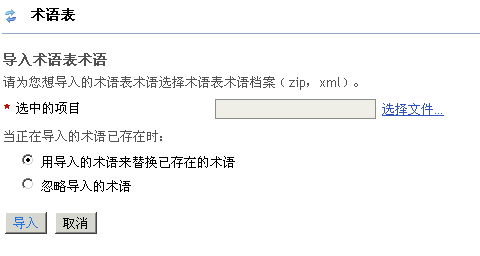 术语表
导入术语表术语
请为您想导入的术语表术语选择术语表术语档案（zip，xml）。
* 选中的项目 选择文件...
当正在导入的术语已存在时：
用导入的术语来替换已存在的术语
忽略导入的术语
导入 取消